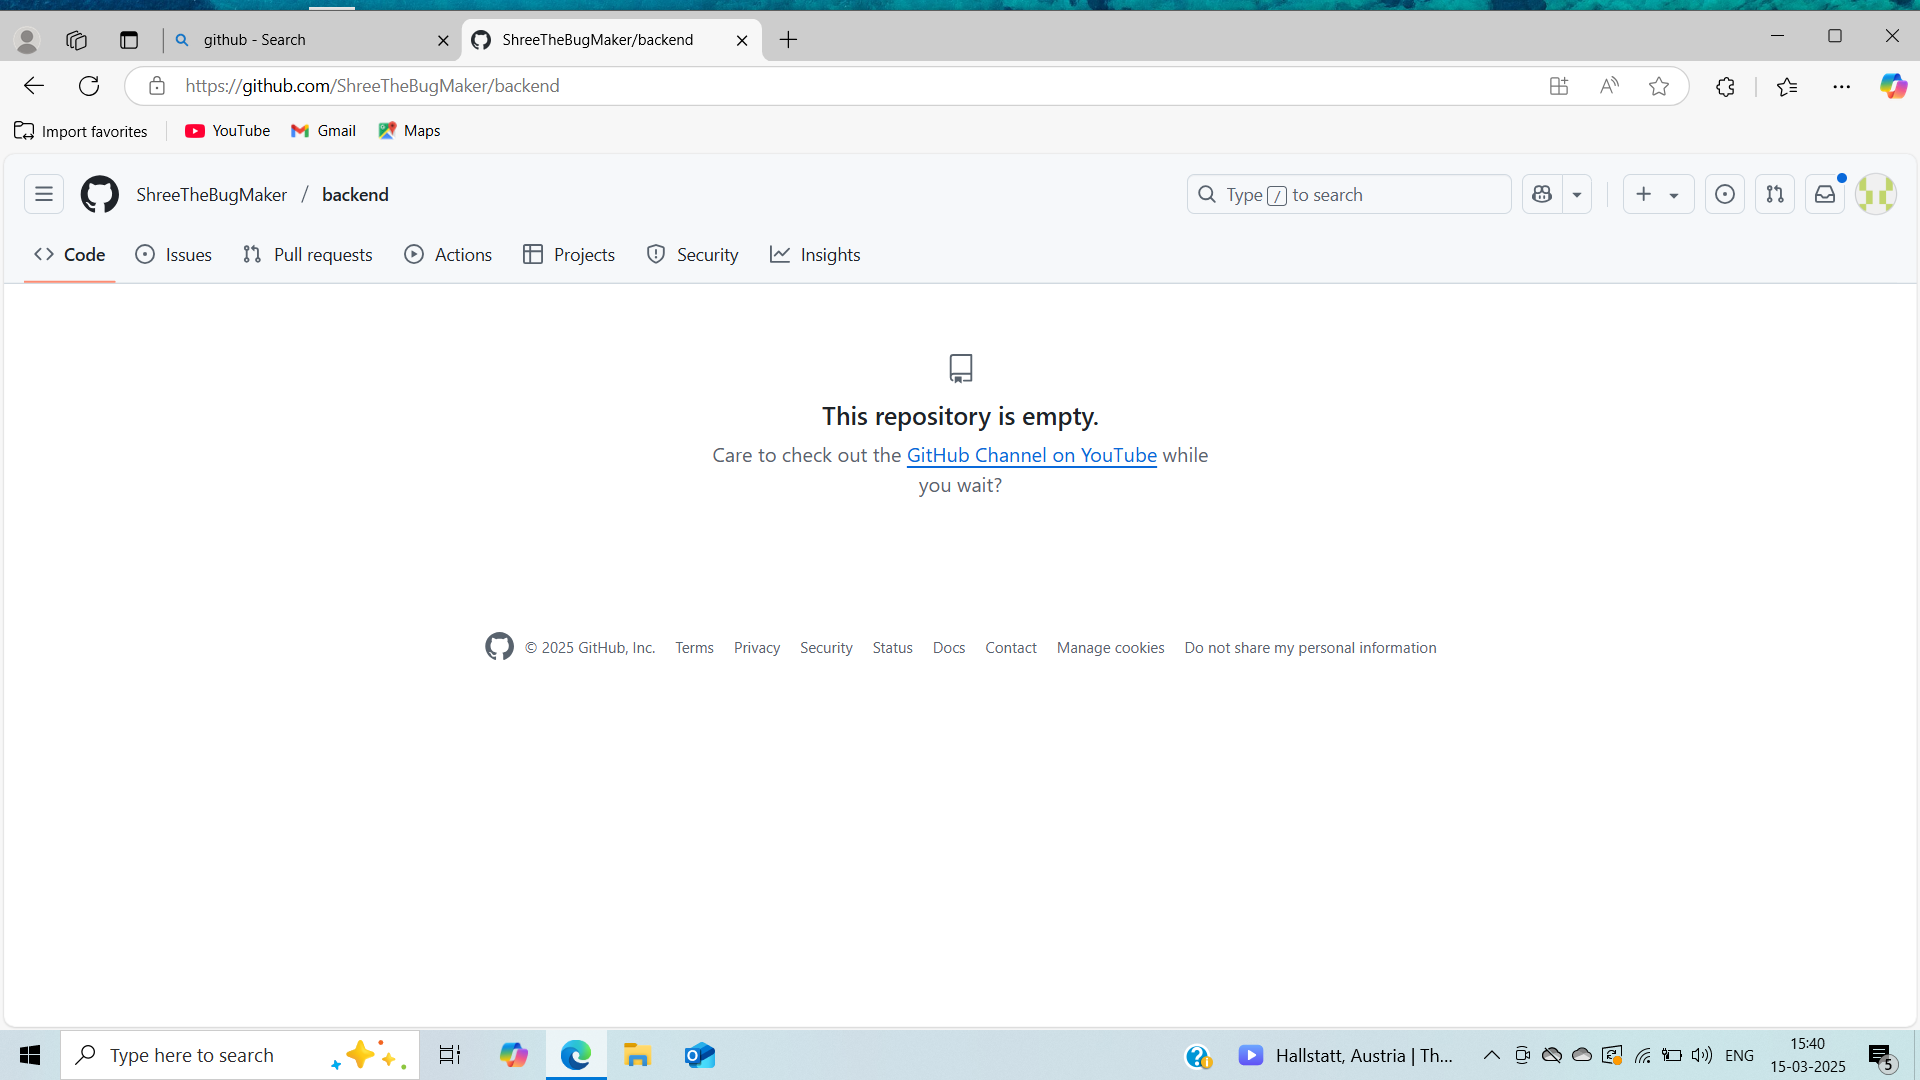 github - Search
ShreeTheBugMaker/backend
https://github.com/ShreeTheBugMaker/backend
Import favorites
YouTube
Gmail
Maps
ShreeTheBugMaker / backend
Type / to search
Code
Issues
Pull requests
Actions
Projects
Security
Insights
This repository is empty.
Care to check out the GitHub Channel on YouTube while
you wait?
© 2025 GitHub, Inc.
Terms
Privacy
Security
Status
Docs
Contact
Manage cookies
Do not share my personal information
Type here to search
Hallstatt, Austria | Th...
ENG
15:40
15-03-2025
5